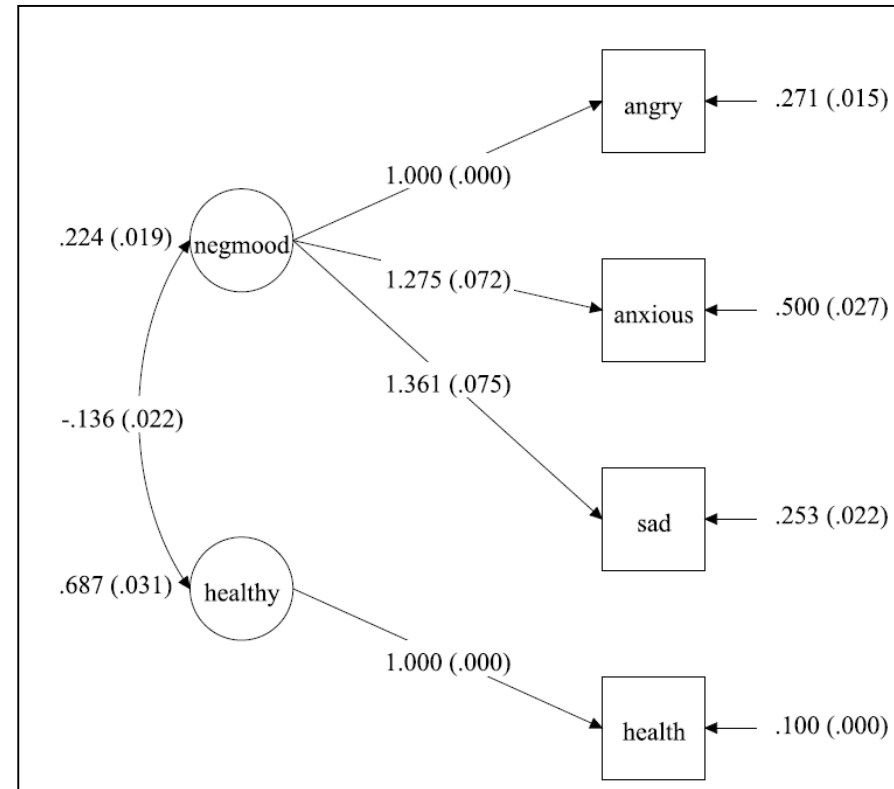 angry
.271 (.015)
1.000 (.000)
.224 (.019)
negmood
1.275 (.072)
anxious
.500 (.027)
1.361 (.075)
-.136 (.022)
sad
.253 (.022)
.687 (.031)
healthy
1.000 (.000)
health
.100 (.000)